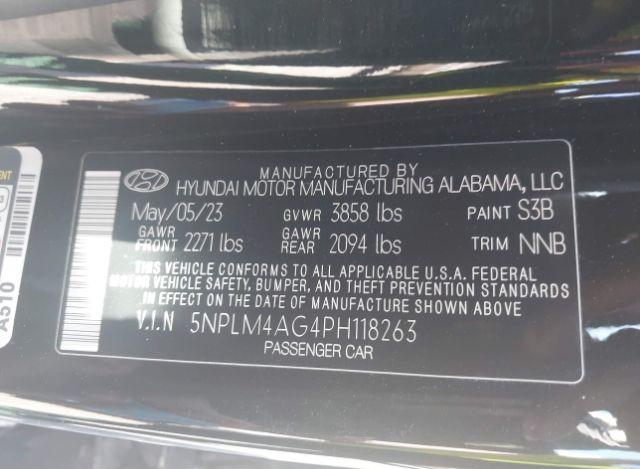 MANUFACTURED BY
HYUNDAI MOTOR MANUFACTURING ALABAMA, LLC
May/05/23 GVWR 3858 lbs PAINT S3B
GAWR FRONT 2271 lbs GAWR REAR 2094 lbs TRIM NNB
THIS VEHICLE CONFORMS TO ALL APPLICABLE U.S.A. FEDERAL
MOTOR VEHICLE SAFETY, BUMPER, AND THEFT PREVENTION STANDARDS
IN EFFECT ON THE DATE OF MANUFACTURE SHOWN ABOVE.
V.I.N 5NPLM4AG4PH118263
PASSENGER CAR
A510